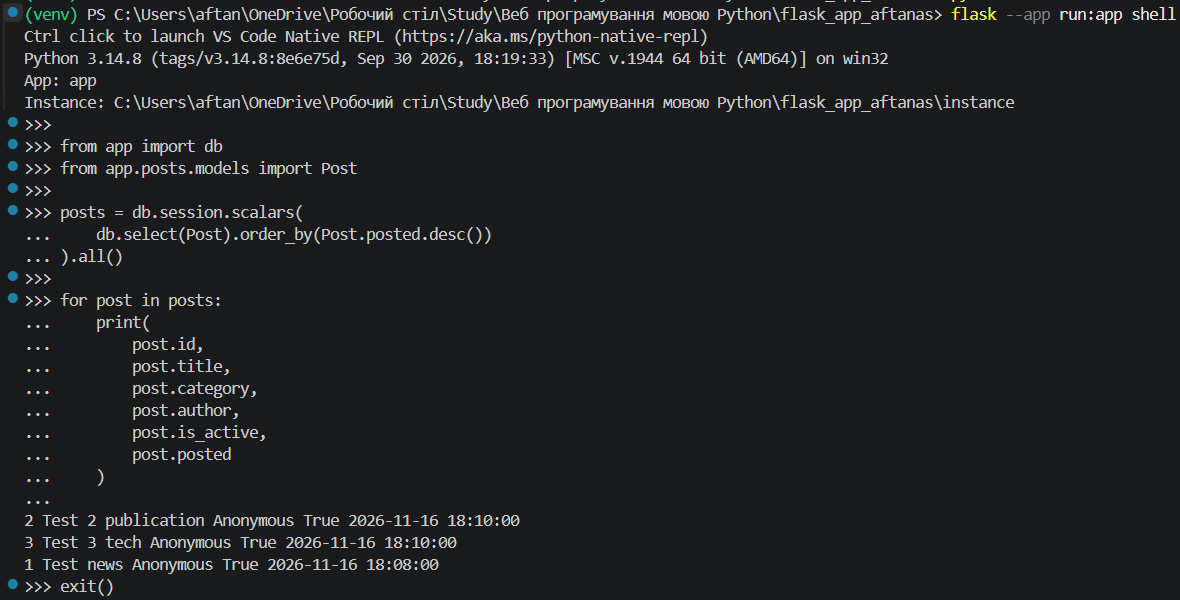 (venv) PS C:\Users\aftan\OneDrive\Робочий стіл\Study\Веб програмування мовою Python\flask_app_aftanas> flask --app run:app shell
Ctrl click to launch VS Code Native REPL (https://aka.ms/python-native-repl)
Python 3.14.8 (tags/v3.14.8:8e6e75d, Sep 30 2026, 18:19:33) [MSC v.1944 64 bit (AMD64)] on win32
App: app
Instance: C:\Users\aftan\OneDrive\Робочий стіл\Study\Веб програмування мовою Python\flask_app_aftanas\instance
>>>
>>> from app import db
>>> from app.posts.models import Post
>>>
>>> posts = db.session.scalars(
...     db.select(Post).order_by(Post.posted.desc())
... ).all()
>>>
>>> for post in posts:
...     print(
...         post.id,
...         post.title,
...         post.category,
...         post.author,
...         post.is_active,
...         post.posted
...     )
...
2 Test 2 publication Anonymous True 2026-11-16 18:10:00
3 Test 3 tech Anonymous True 2026-11-16 18:10:00
1 Test news Anonymous True 2026-11-16 18:08:00
>>> exit()